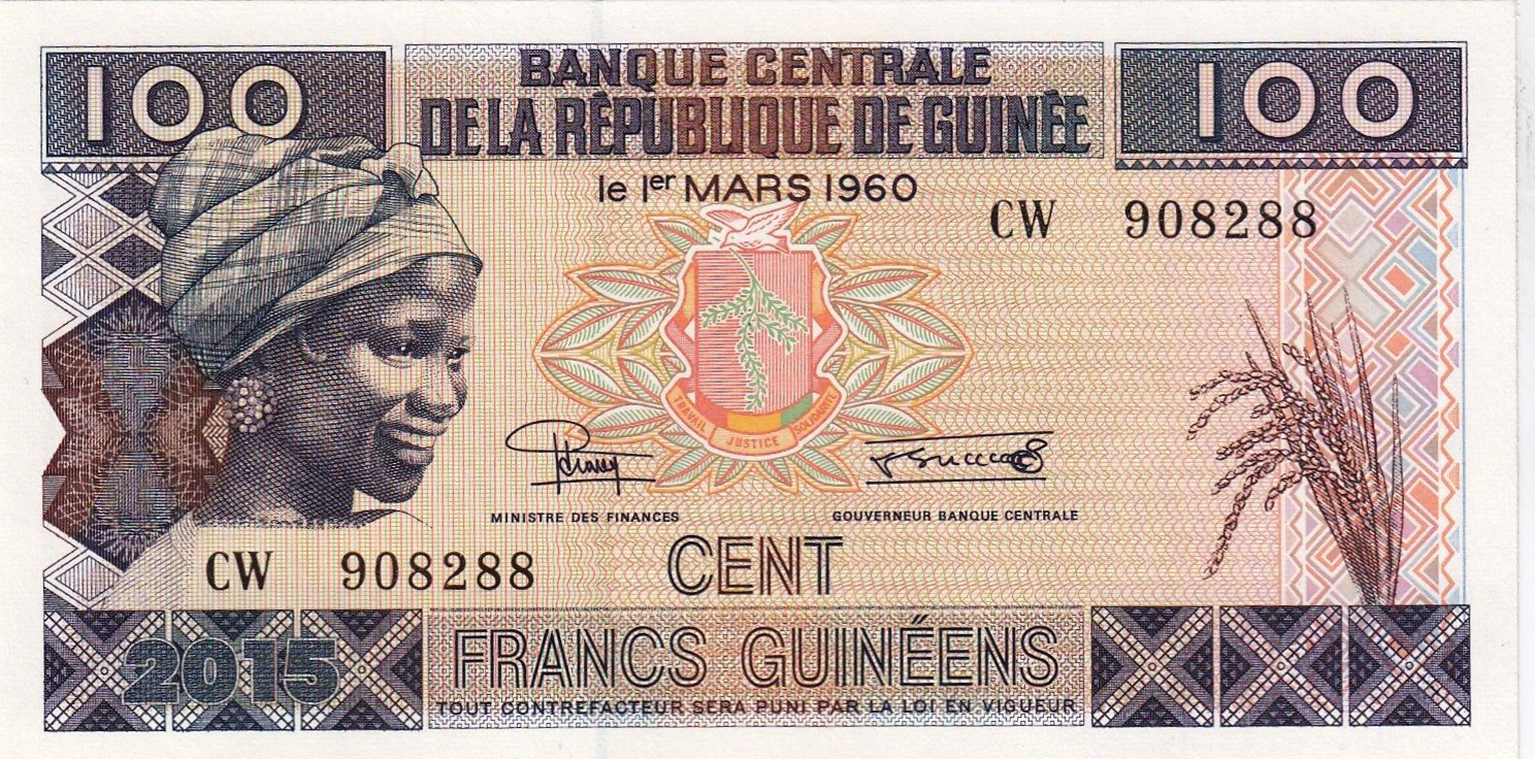 100
BANQUE CENTRALE
DE LA RÉPUBLIQUE DE GUINÉE
100
le 1er MARS 1960
CW 908288
TRAVAIL JUSTICE SOLIDARITÉ
MINISTRE DES FINANCES
GOUVERNEUR BANQUE CENTRALE
CW 908288
CENT
2015
FRANCS GUINÉENS
TOUT CONTREFACTEUR SERA PUNI PAR LA LOI EN VIGUEUR